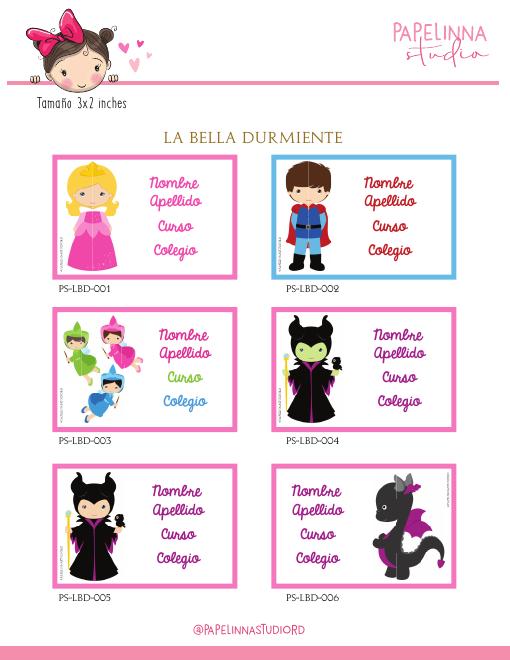 PAPELINNA
studio
Tamaño 3x2 inches
LA BELLA DURMIENTE
Nombre
Apellido
Curso
Colegio
PS-LBD-001
Nombre
Apellido
Curso
Colegio
PS-LBD-002
Nombre
Apellido
Curso
Colegio
PS-LBD-003
Nombre
Apellido
Curso
Colegio
PS-LBD-004
Nombre
Apellido
Curso
Colegio
PS-LBD-005
Nombre
Apellido
Curso
Colegio
PS-LBD-006
@PAPELINNASTUDIORD